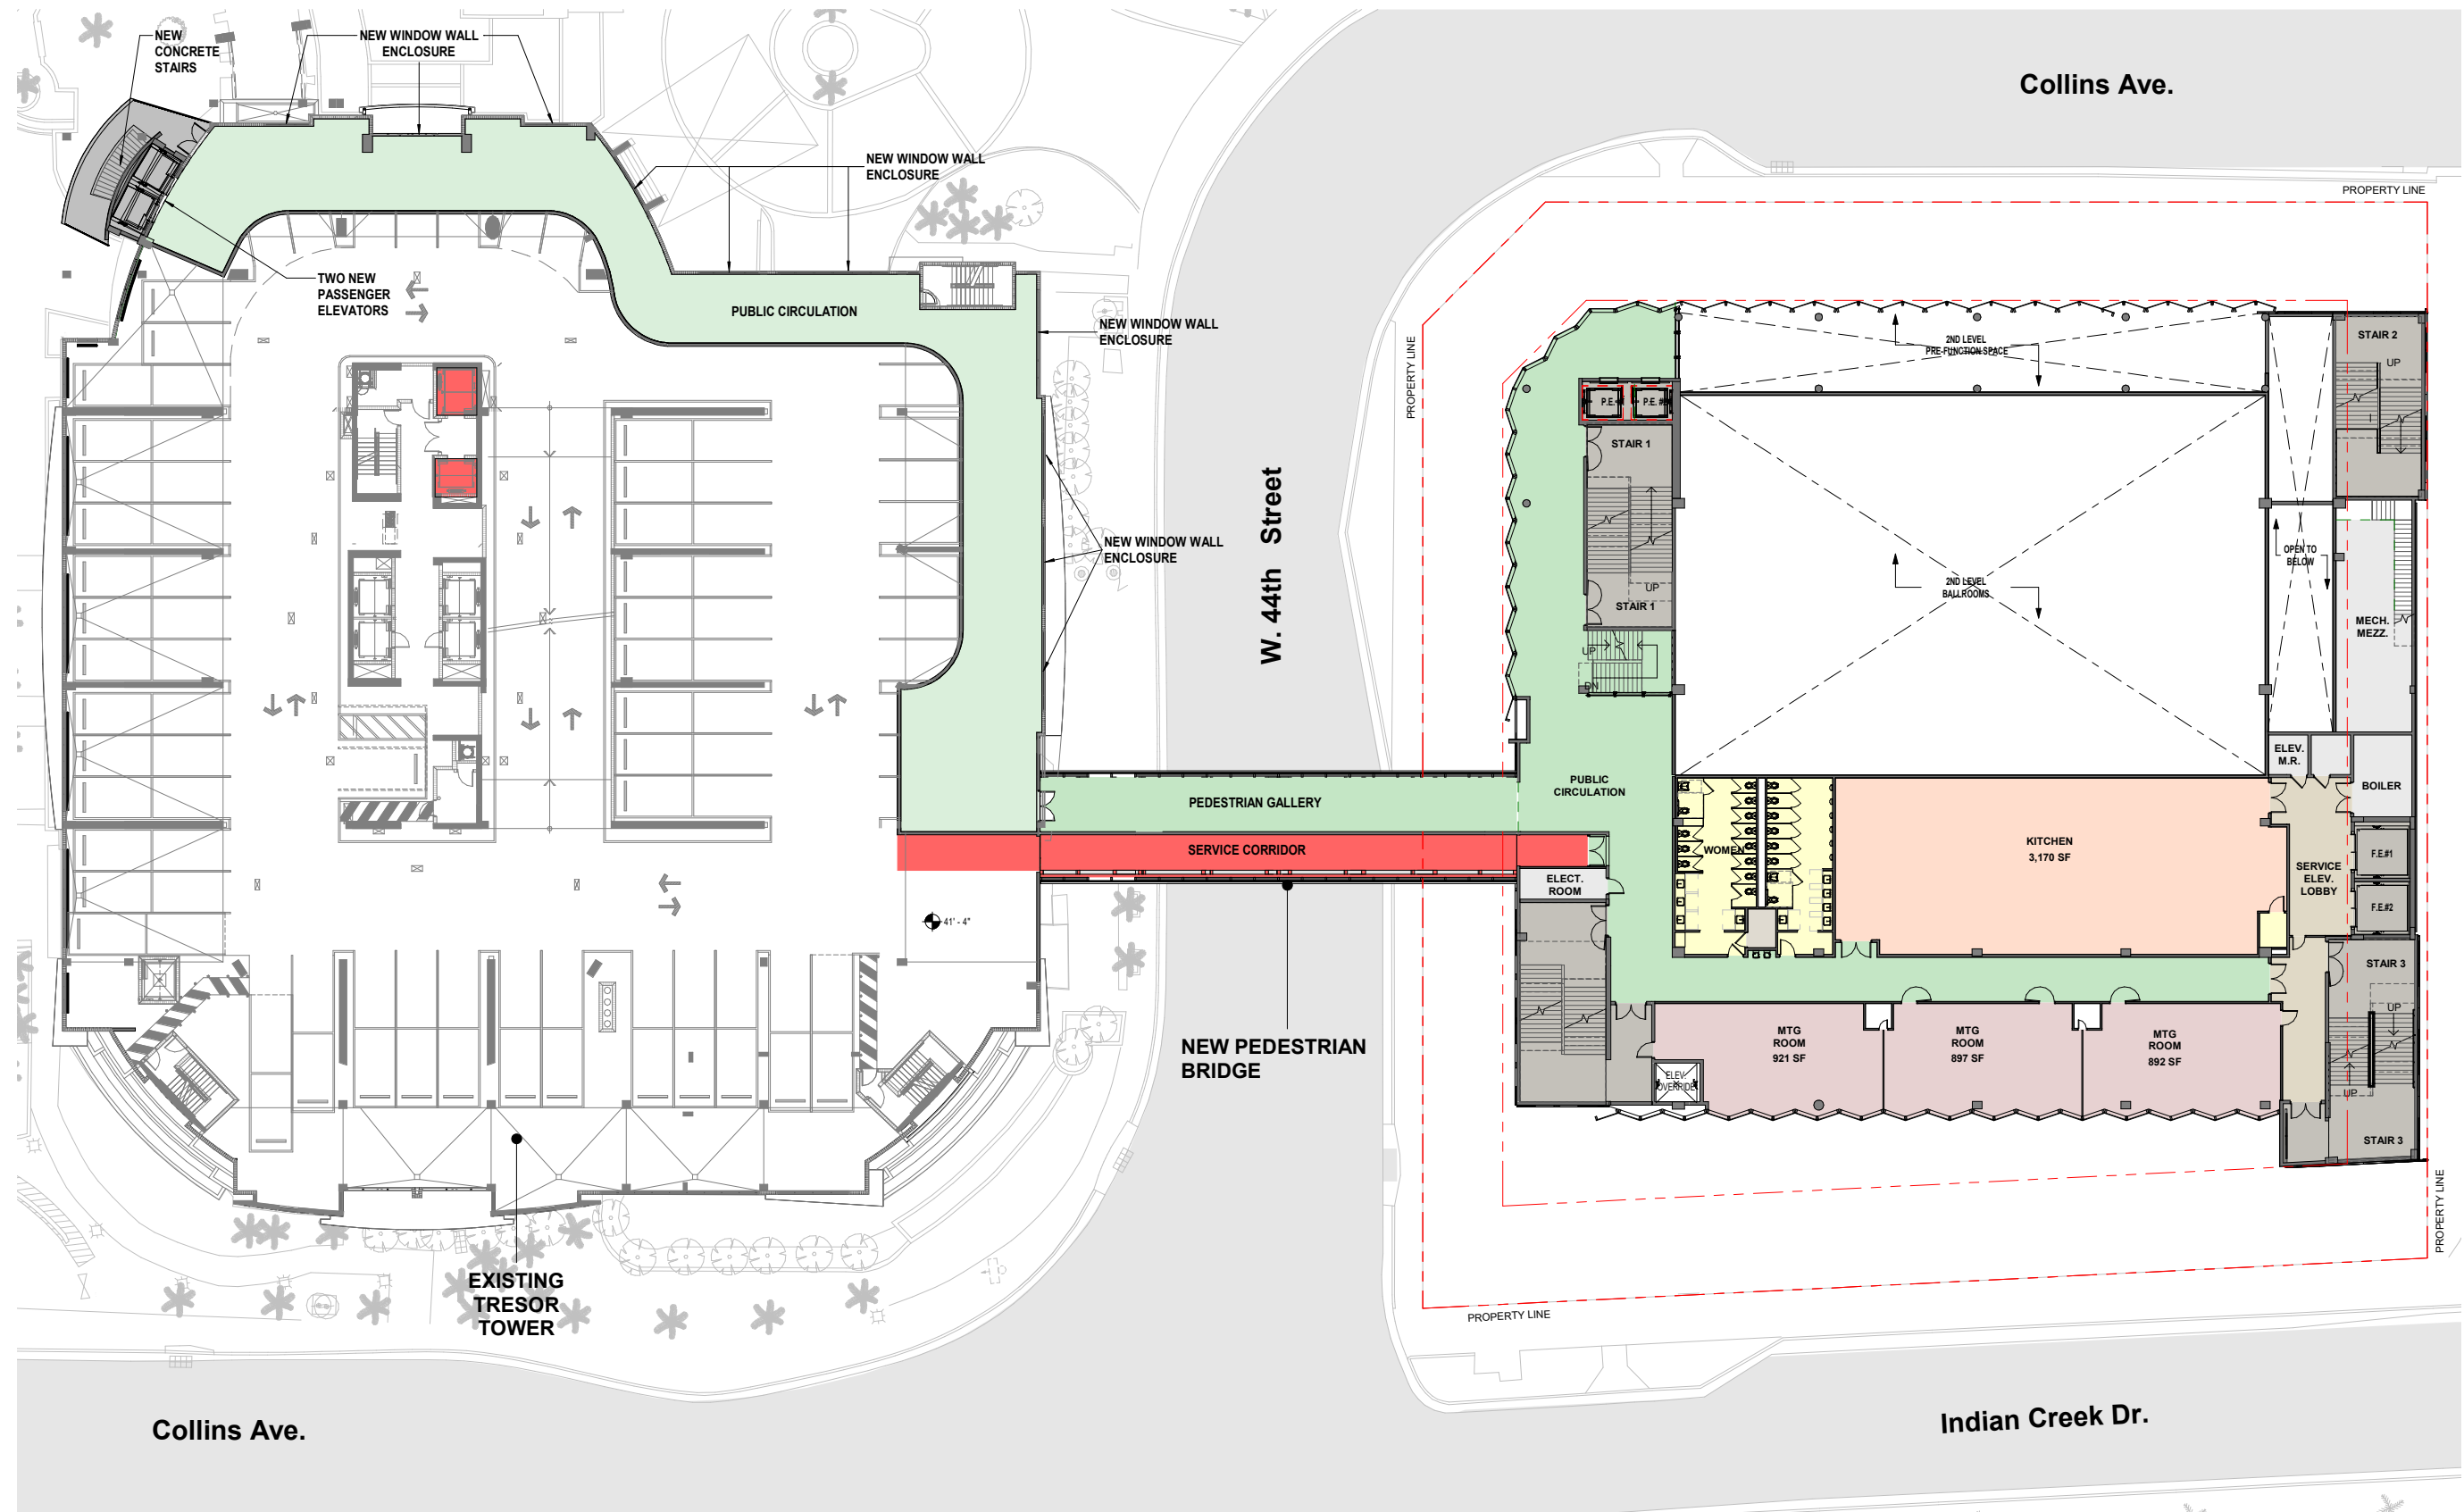 NEW
CONCRETE
STAIRS
NEW WINDOW WALL
ENCLOSURE
Collins Ave.
NEW WINDOW WALL
ENCLOSURE
PROPERTY LINE
TWO NEW
PASSENGER
ELEVATORS
PUBLIC CIRCULATION
NEW WINDOW WALL
ENCLOSURE
PROPERTY LINE
2ND LEVEL
PRE-FUNCTION SPACE
STAIR 2
UP
P.E.
P.E. #
STAIR 1
W. 44th Street
NEW WINDOW WALL
ENCLOSURE
OPEN TO
BELOW
2ND LEVEL
BALLROOMS
UP
STAIR 1
MECH.
MEZZ.
UP
DN
ELEV.
M.R.
BOILER
PUBLIC
CIRCULATION
PEDESTRIAN GALLERY
SERVICE CORRIDOR
WOMEN
KITCHEN
3,170 SF
F.E.#1
SERVICE
ELEV.
LOBBY
ELECT.
ROOM
F.E.#2
41' - 4"
STAIR 3
UP
NEW PEDESTRIAN
BRIDGE
MTG
ROOM
921 SF
MTG
ROOM
897 SF
MTG
ROOM
892 SF
ELEV.
OVERRIDE
UP
STAIR 3
PROPERTY LINE
EXISTING
TRESOR
TOWER
PROPERTY LINE
Collins Ave.
Indian Creek Dr.